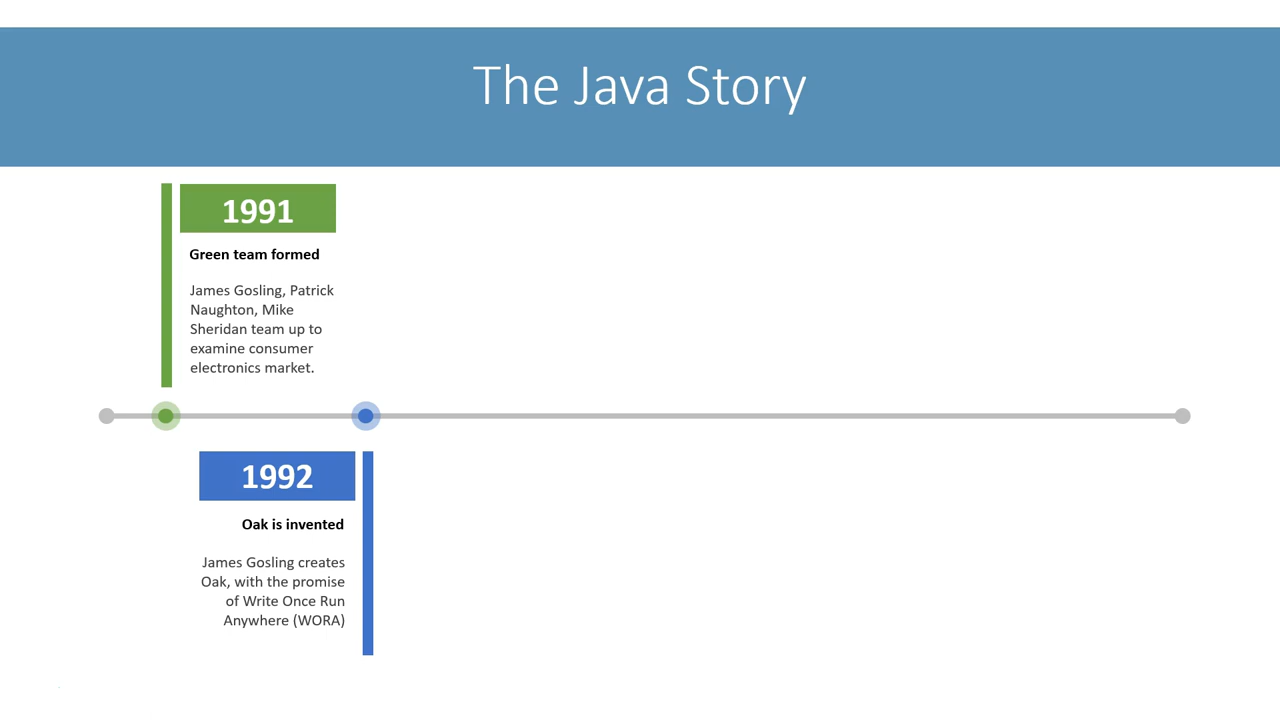 The Java Story
1991
Green team formed
James Gosling, Patrick
Naughton, Mike
Sheridan team up to
examine consumer
electronics market.
1992
Oak is invented
James Gosling creates
Oak, with the promise
of Write Once Run
Anywhere (WORA)